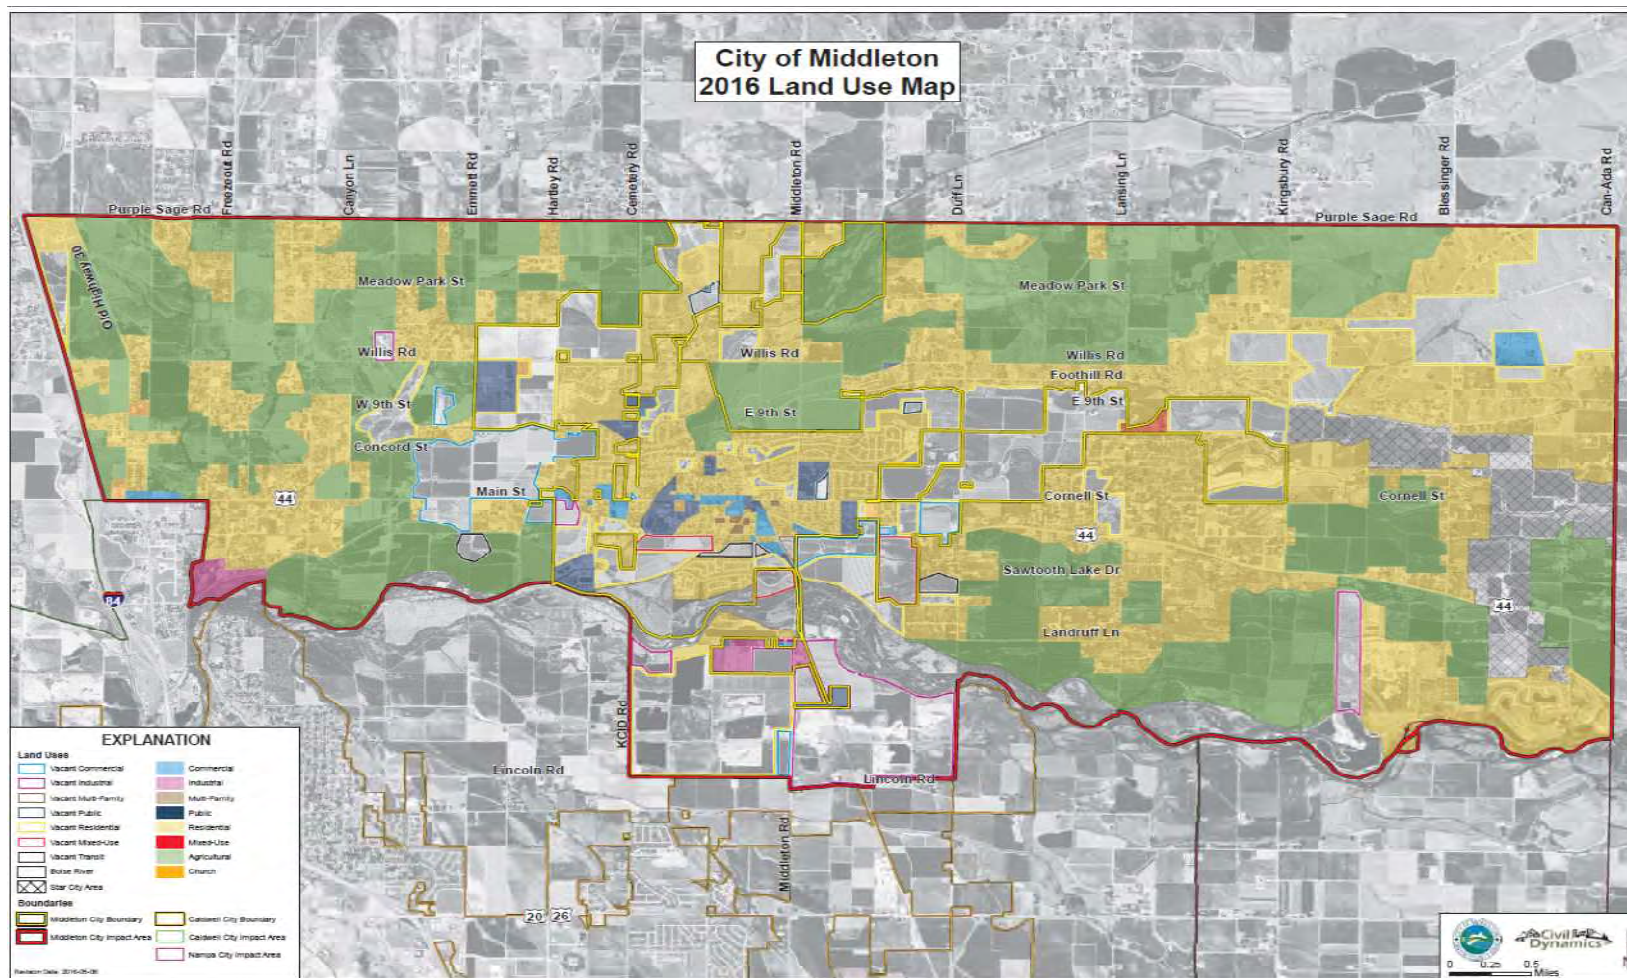 City of Middleton
2016 Land Use Map
Freezeout Rd
Canyon Ln
Emmett Rd
Hartley Rd
Cemetery Rd
Middleton Rd
Duff Ln
Lansing Ln
Kingsbury Rd
Blessinger Rd
Can-Ada Rd
Purple Sage Rd
Purple Sage Rd
Old Highway 30
Meadow Park St
Meadow Park St
Willis Rd
Willis Rd
Willis Rd
Foothill Rd
W 9th St
E 9th St
E 9th St
Concord St
Main St
44
Cornell St
Cornell St
44
Sawtooth Lake Dr
84
44
Landruff Ln
KCID Rd
Lincoln Rd
Lincoln Rd
Middleton Rd
20 26
EXPLANATION
Land Uses
Vacant Commercial
Commercial
Vacant Industrial
Industrial
Vacant Multi-Family
Multi-Family
Vacant Public
Public
Vacant Residential
Residential
Vacant Mixed-Use
Mixed-Use
Vacant Transit
Agricultural
Boise River
Church
Star City Area
Boundaries
Middleton City Boundary
Caldwell City Boundary
Middleton City Impact Area
Caldwell City Impact Area
Nampa City Impact Area
Revision Date: 2016-05-06
Civil
Dynamics
0 0.25 0.5
Miles